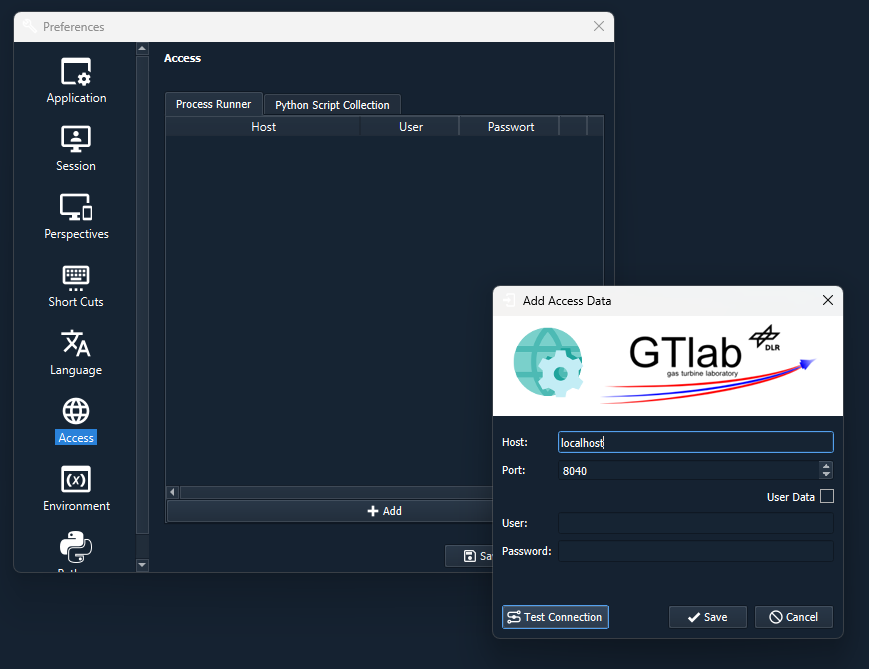 Preferences
Application
Session
Perspectives
Short Cuts
Language
Access
Environment
Access
Process Runner
Python Script Collection
Host
User
Passwort
Add
Add Access Data
GTlab
gas turbine laboratory
DLR
Host:
localhost
Port:
8040
User Data
User:
Password:
Test Connection
Save
Cancel